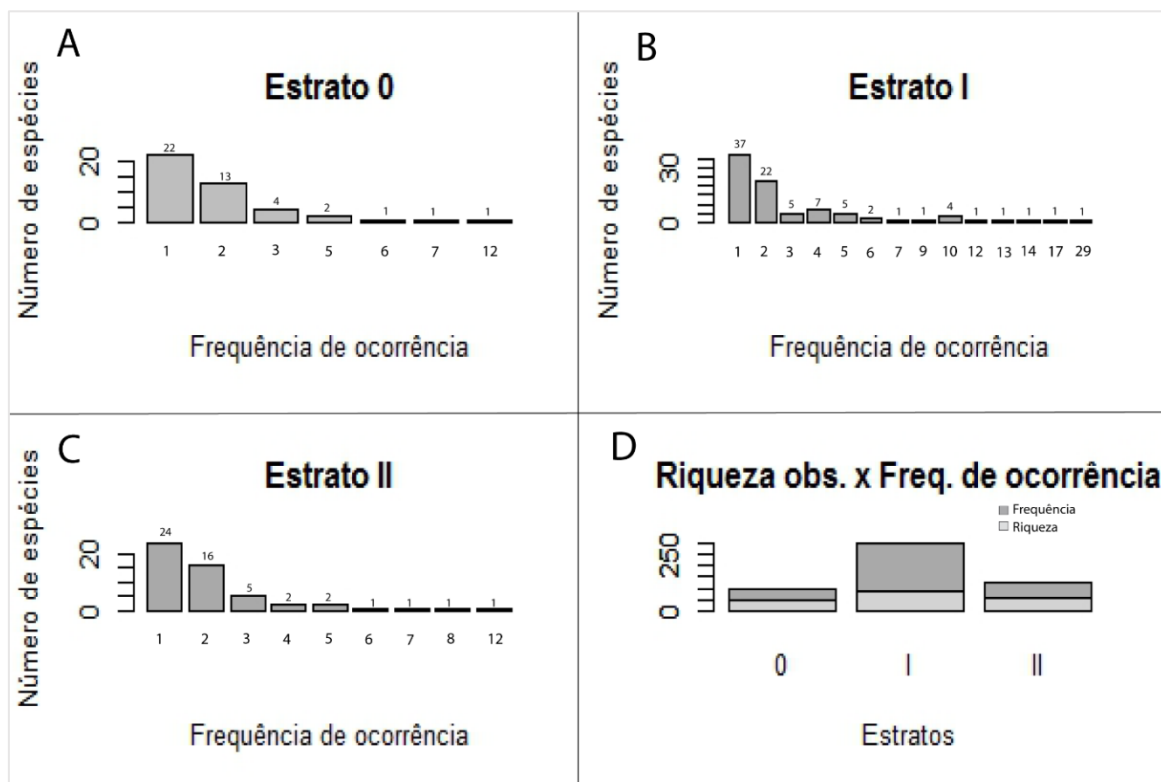 A
Estrato 0
Número de espécies
20
0
22
13
4
2
1
1
1
1 2 3 5 6 7 12
Frequência de ocorrência
B
Estrato I
Número de espécies
30
0
37
22
5
7
5
2
1
1
4
1
1
1
1
1
1 2 3 4 5 6 7 9 10 12 13 14 17 29
Frequência de ocorrência
C
Estrato II
Número de espécies
20
0
24
16
5
2
2
1
1
1
1
1 2 3 4 5 6 7 8 12
Frequência de ocorrência
D
Riqueza obs. x Freq. de ocorrência
Frequência
Riqueza
250
0
0 I II
Estratos